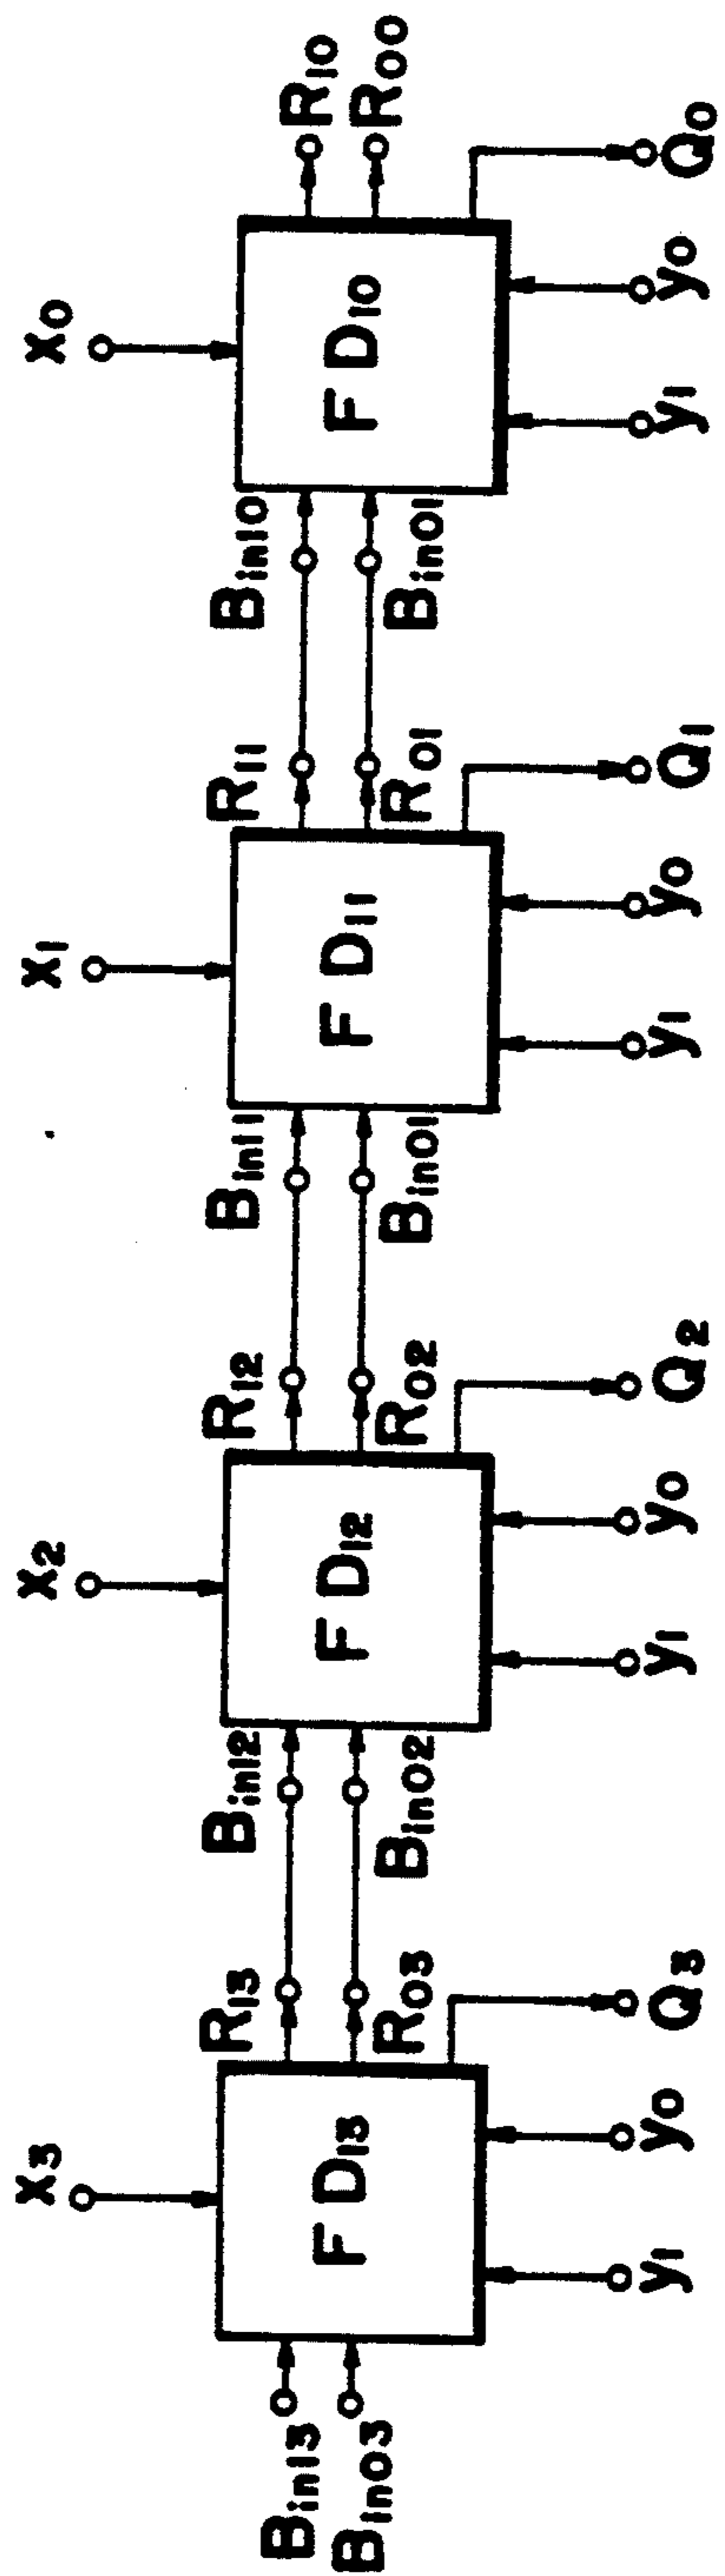 X3 X2 X1 X0
Bin13 R13 Bin12 R12 Bin11 R11 Bin10 R10
FD13 FD12 FD11 FD10
Bin03 R03 Bin02 R02 Bin01 R01 Bin01 R00
y1 y0 Q3 y1 y0 Q2 y1 y0 Q1 y1 y0 Q0